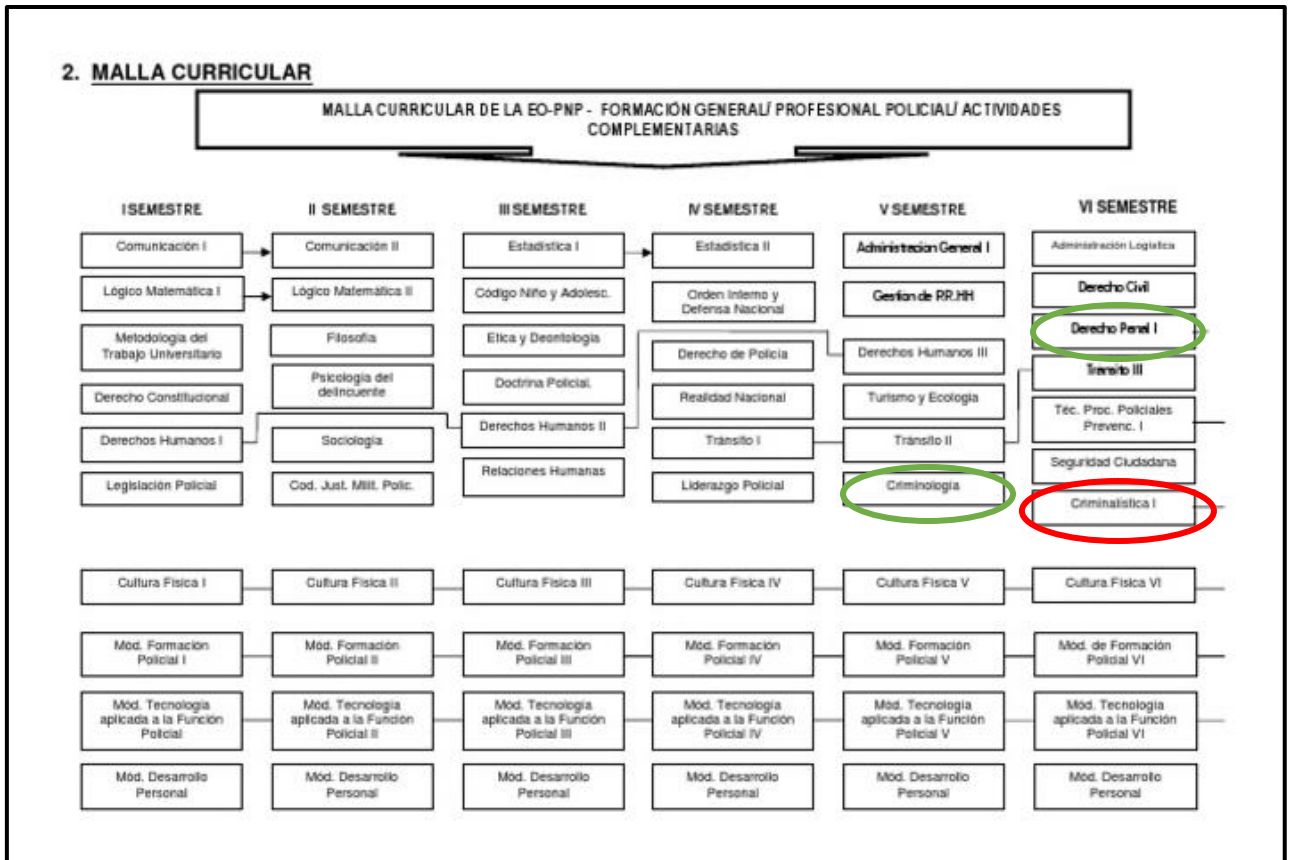 2. MALLA CURRICULAR
MALLA CURRICULAR DE LA EO-PNP - FORMACIÓN GENERAL/ PROFESIONAL POLICIAL/ ACTIVIDADES
COMPLEMENTARIAS
I SEMESTRE
II SEMESTRE
III SEMESTRE
IV SEMESTRE
V SEMESTRE
VI SEMESTRE
Comunicación I
Comunicación II
Estadística I
Estadística II
Administracion General I
Administración Logística
Lógico Matemática I
Lógico Matemática II
Código Niño y Adolesc.
Orden Interno y
Defensa Nacional
Gestion de RR.HH
Derecho Civil
Metodología del
Trabajo Universitario
Filosofía
Etica y Deontología
Derecho de Policía
Derechos Humanos III
Derecho Penal I
Derecho Constitucional
Psicología del
delincuente
Doctrina Policial.
Realidad Nacional
Turismo y Ecología
Tránsito III
Derechos Humanos I
Sociología
Derechos Humanos II
Tránsito I
Tránsito II
Téc. Proc. Policiales
Prevenc. I
Legislación Policial
Cod. Just. Milit. Polic.
Relaciones Humanas
Liderazgo Policial
Criminología
Seguridad Ciudadana
Criminalística I
Cultura Física I
Cultura Física II
Cultura Física III
Cultura Física IV
Cultura Física V
Cultura Física VI
Mód. Formación
Policial I
Mód. Formación
Policial II
Mód. Formación
Policial III
Mód. Formación
Policial IV
Mód. Formación
Policial V
Mód. de Formación
Policial VI
Mód. Tecnología
aplicada a la Función
Policial
Mód. Tecnología
aplicada a la Función
Policial II
Mód. Tecnología
aplicada a la Función
Policial III
Mód. Tecnología
aplicada a la Función
Policial IV
Mód. Tecnología
aplicada a la Función
Policial V
Mód. Tecnología
aplicada a la Función
Policial VI
Mód. Desarrollo
Personal
Mód. Desarrollo
Personal
Mód. Desarrollo
Personal
Mód. Desarrollo
Personal
Mód. Desarrollo
Personal
Mód. Desarrollo
Personal